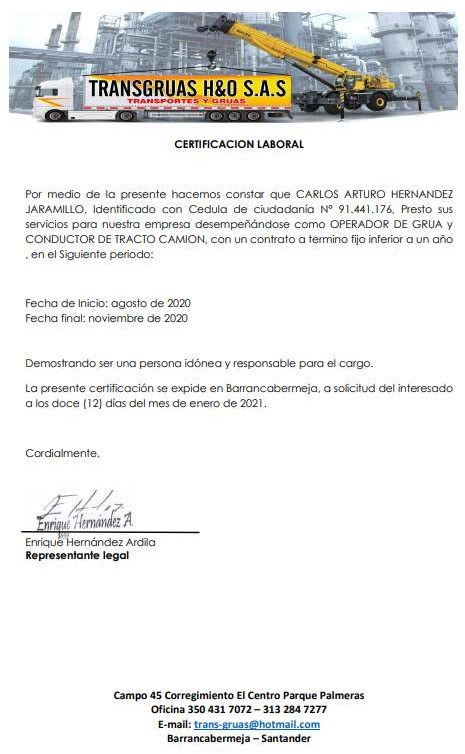 TRANSGRUAS H&O S.A.S
TRANSPORTES Y GRUAS
CERTIFICACION LABORAL
Por medio de la presente hacemos constar que CARLOS ARTURO HERNANDEZ
JARAMILLO, Identificado con Cedula de ciudadanía N° 91.441.176, Presto sus
servicios para nuestra empresa desempeñándose como OPERADOR DE GRUA y
CONDUCTOR DE TRACTO CAMION, con un contrato a termino fijo inferior a un año
, en el Siguiente periodo:
Fecha de Inicio: agosto de 2020
Fecha final: noviembre de 2020
Demostrando ser una persona idónea y responsable para el cargo.
La presente certificación se expide en Barrancabermeja, a solicitud del interesado
a los doce (12) días del mes de enero de 2021.
Cordialmente,
Enrique Hernández A
Enrique Hernández Ardila
Representante legal
Campo 45 Corregimiento El Centro Parque Palmeras
Oficina 350 431 7072 – 313 284 7277
E-mail: trans-gruas@hotmail.com
Barrancabermeja – Santander